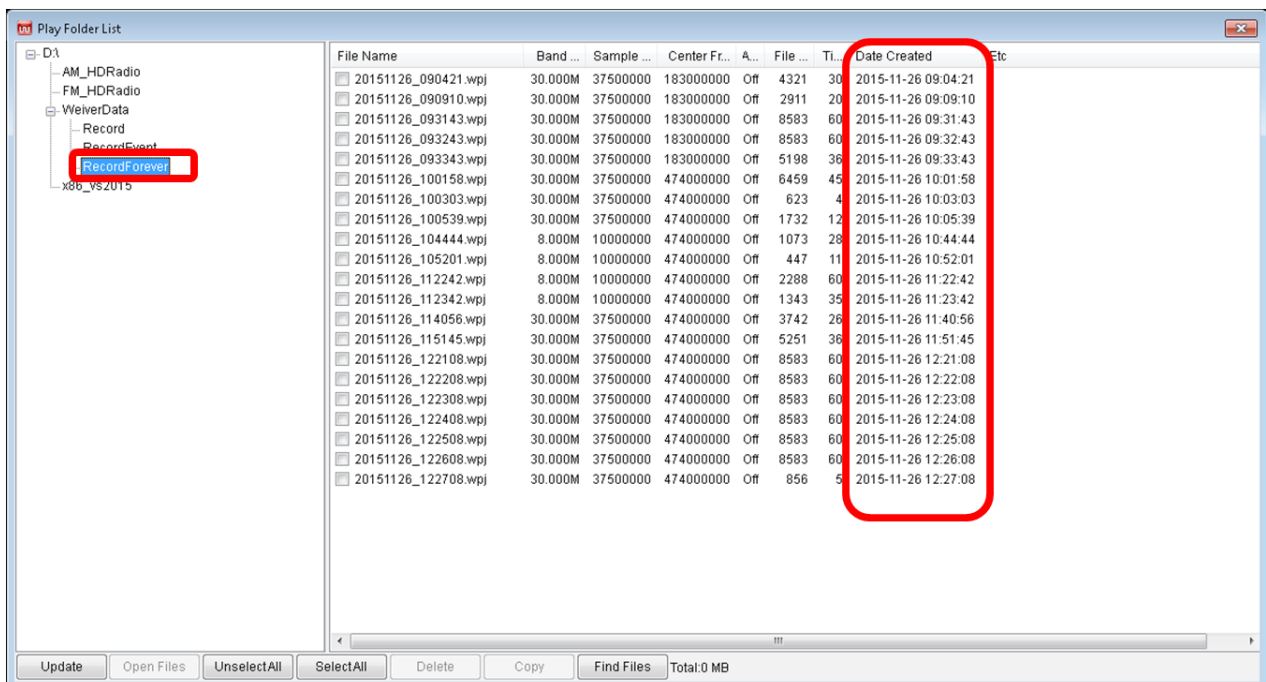 Play Folder List
D:\
AM_HDRadio
FM_HDRadio
WeiverData
Record
RecordEvent
RecordForever
x86_vs2015
File Name Band ... Sample ... Center Fr... A... File ... Ti... Date Created Etc
20151126_090421.wpj 30.000M 37500000 183000000 Off 4321 30 2015-11-26 09:04:21
20151126_090910.wpj 30.000M 37500000 183000000 Off 2911 20 2015-11-26 09:09:10
20151126_093143.wpj 30.000M 37500000 183000000 Off 8583 60 2015-11-26 09:31:43
20151126_093243.wpj 30.000M 37500000 183000000 Off 8583 60 2015-11-26 09:32:43
20151126_093343.wpj 30.000M 37500000 183000000 Off 5198 36 2015-11-26 09:33:43
20151126_100158.wpj 30.000M 37500000 474000000 Off 6459 45 2015-11-26 10:01:58
20151126_100303.wpj 30.000M 37500000 474000000 Off 623 4 2015-11-26 10:03:03
20151126_100539.wpj 30.000M 37500000 474000000 Off 1732 12 2015-11-26 10:05:39
20151126_104444.wpj 8.000M 10000000 474000000 Off 1073 28 2015-11-26 10:44:44
20151126_105201.wpj 8.000M 10000000 474000000 Off 447 11 2015-11-26 10:52:01
20151126_112242.wpj 8.000M 10000000 474000000 Off 2288 60 2015-11-26 11:22:42
20151126_112342.wpj 8.000M 10000000 474000000 Off 1343 35 2015-11-26 11:23:42
20151126_114056.wpj 30.000M 37500000 474000000 Off 3742 26 2015-11-26 11:40:56
20151126_115145.wpj 30.000M 37500000 474000000 Off 5251 36 2015-11-26 11:51:45
20151126_122108.wpj 30.000M 37500000 474000000 Off 8583 60 2015-11-26 12:21:08
20151126_122208.wpj 30.000M 37500000 474000000 Off 8583 60 2015-11-26 12:22:08
20151126_122308.wpj 30.000M 37500000 474000000 Off 8583 60 2015-11-26 12:23:08
20151126_122408.wpj 30.000M 37500000 474000000 Off 8583 60 2015-11-26 12:24:08
20151126_122508.wpj 30.000M 37500000 474000000 Off 8583 60 2015-11-26 12:25:08
20151126_122608.wpj 30.000M 37500000 474000000 Off 8583 60 2015-11-26 12:26:08
20151126_122708.wpj 30.000M 37500000 474000000 Off 856 5 2015-11-26 12:27:08
Update Open Files UnselectAll SelectAll Delete Copy Find Files Total:0 MB